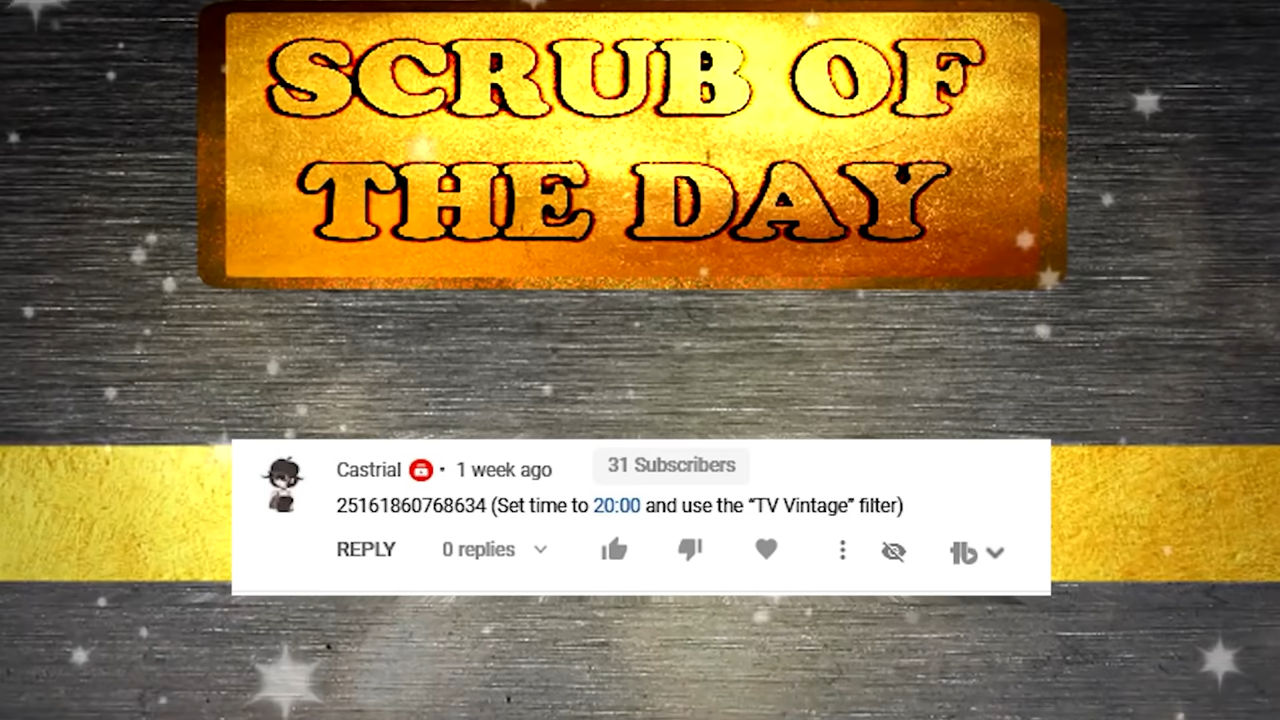 SCRUB OF
THE DAY
Castrial • 1 week ago 31 Subscribers
25161860768634 (Set time to 20:00 and use the “TV Vintage” filter)
REPLY 0 replies